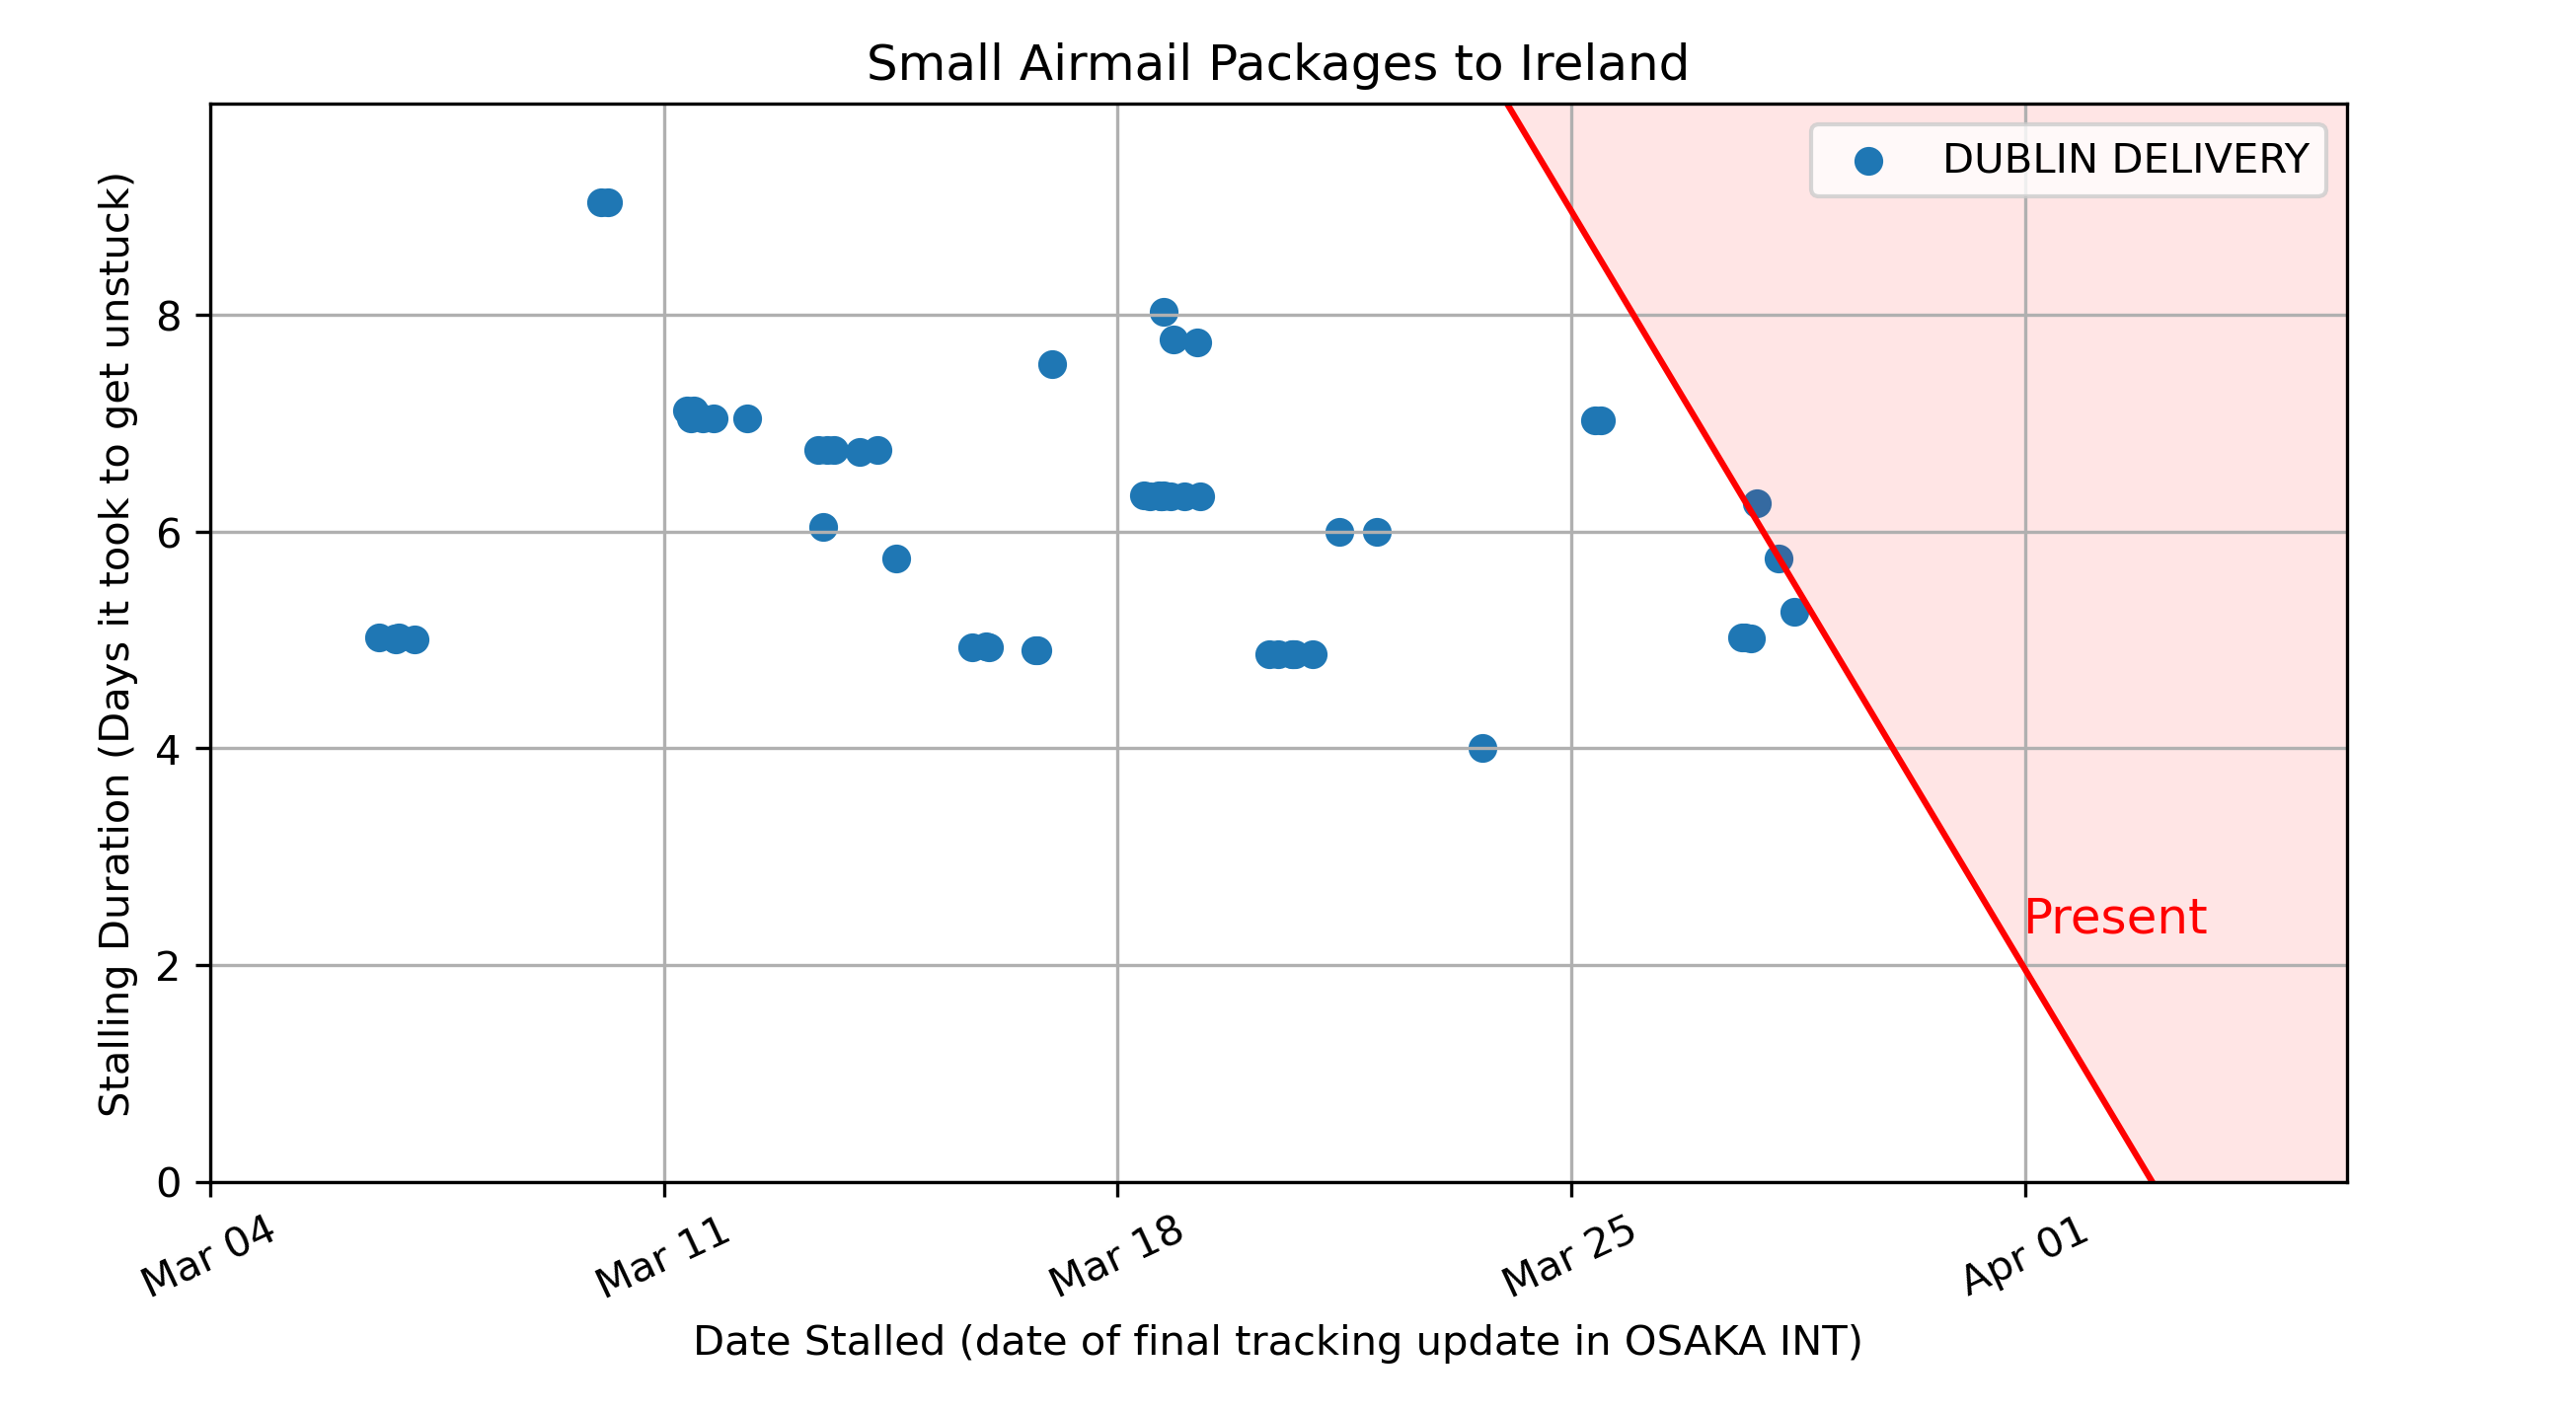 Small Airmail Packages to Ireland
DUBLIN DELIVERY
Stalling Duration (Days it took to get unstuck)
8
6
4
2
0
Present
Mar 04
Mar 11
Mar 18
Mar 25
Apr 01
Date Stalled (date of final tracking update in OSAKA INT)